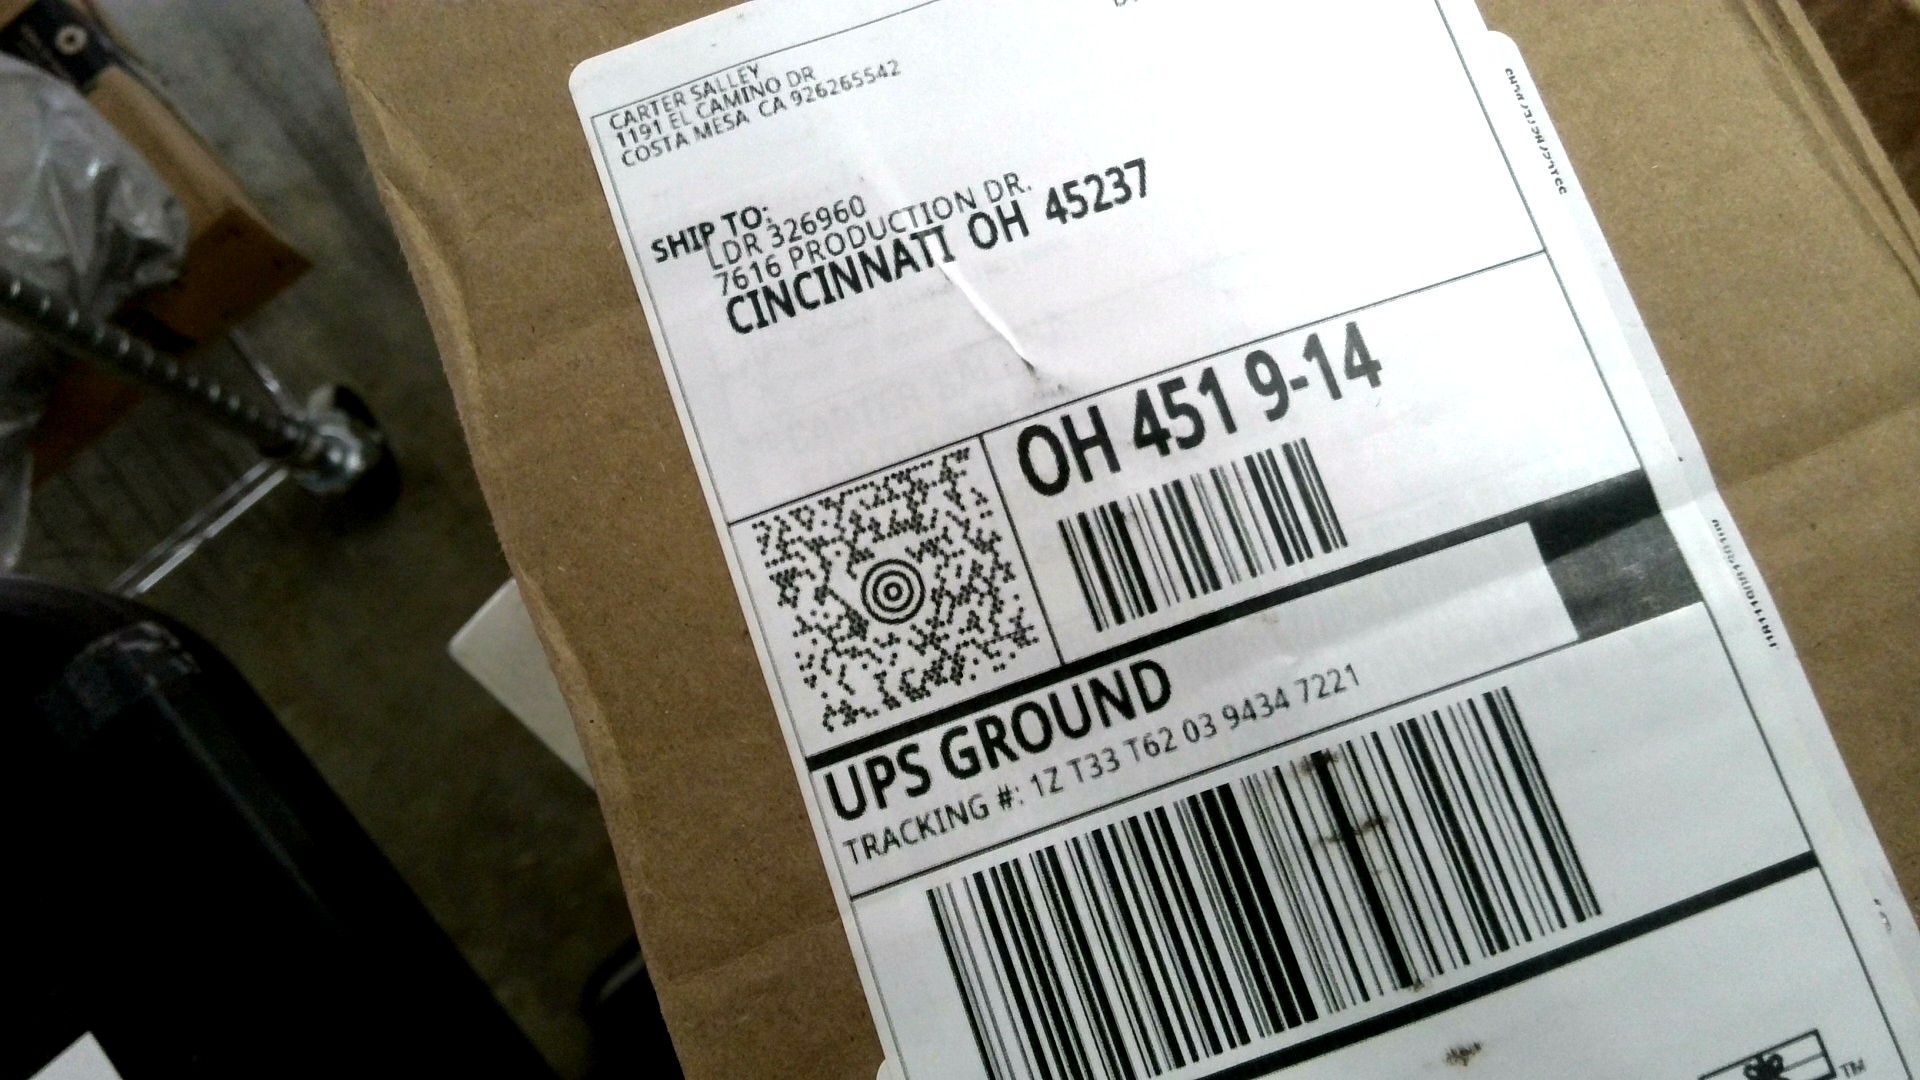 CARTER SALLEY
1191 EL CAMINO DR
COSTA MESA CA 926265542
SHIP TO:
LDR 326960
7616 PRODUCTION DR.
CINCINNATI OH 45237
OH 451 9-14
UPS GROUND
TRACKING #: 1Z T33 T62 03 9434 7221
TM